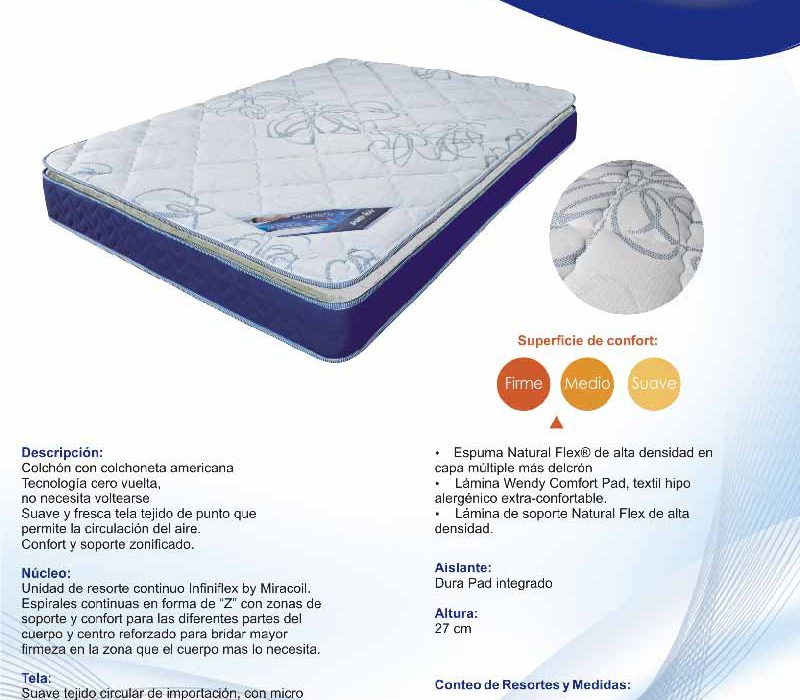 Superficie de confort:
Firme Medio Suave
Descripción:
Colchón con colchoneta americana
Tecnología cero vuelta,
no necesita voltearse
Suave y fresca tela tejido de punto que
permite la circulación del aire.
Confort y soporte zonificado.
Núcleo:
Unidad de resorte continuo Infiniflex by Miracoil.
Espirales continuas en forma de “Z” con zonas de
soporte y confort para las diferentes partes del
cuerpo y centro reforzado para bridar mayor
firmeza en la zona que el cuerpo mas lo necesita.
Tela:
Suave tejido circular de importación, con micro
• Espuma Natural Flex® de alta densidad en
capa múltiple más delcrón
• Lámina Wendy Comfort Pad, textil hipo
alergénico extra-confortable.
• Lámina de soporte Natural Flex de alta
densidad.
Aislante:
Dura Pad integrado
Altura:
27 cm
Conteo de Resortes y Medidas: